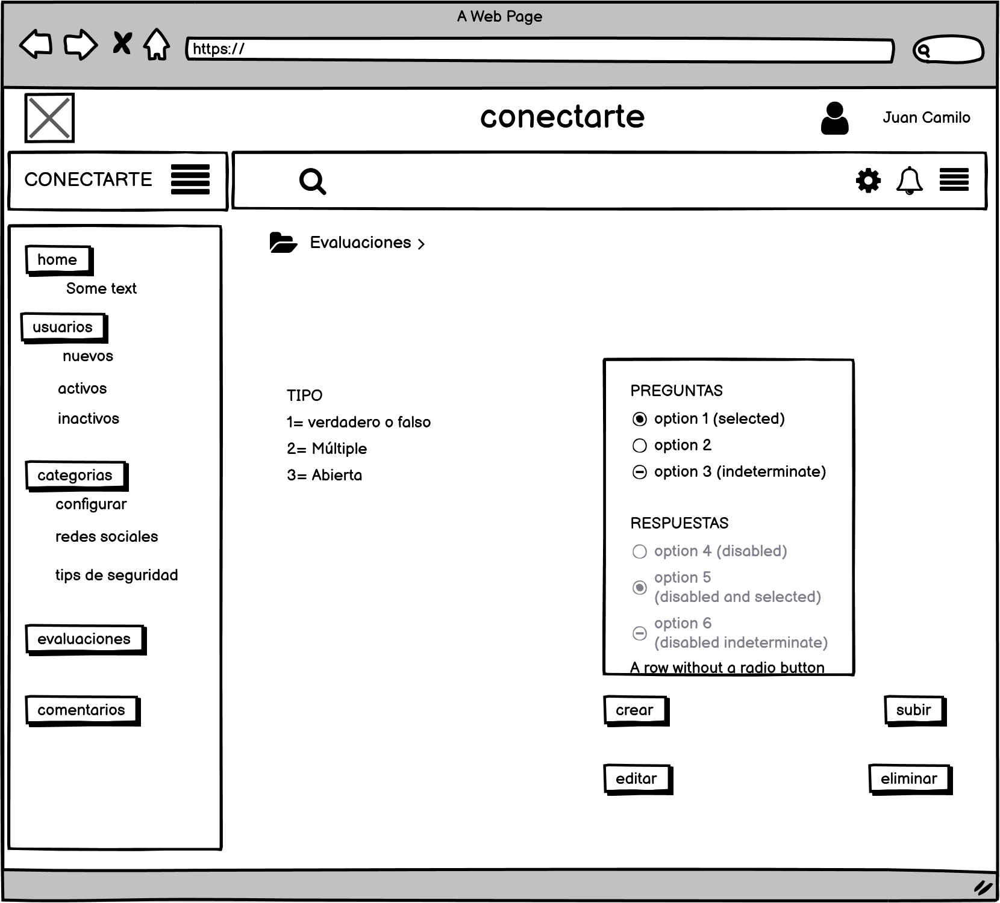 A Web Page
https://
conectarte
Juan Camilo
CONECTARTE
home
Some text
usuarios
nuevos
activos
inactivos
categorias
configurar
redes sociales
tips de seguridad
evaluaciones
comentarios
Evaluaciones >
TIPO
1= verdadero o falso
2= Múltiple
3= Abierta
PREGUNTAS
option 1 (selected)
option 2
option 3 (indeterminate)
RESPUESTAS
option 4 (disabled)
option 5
(disabled and selected)
option 6
(disabled indeterminate)
A row without a radio button
crear
subir
editar
eliminar